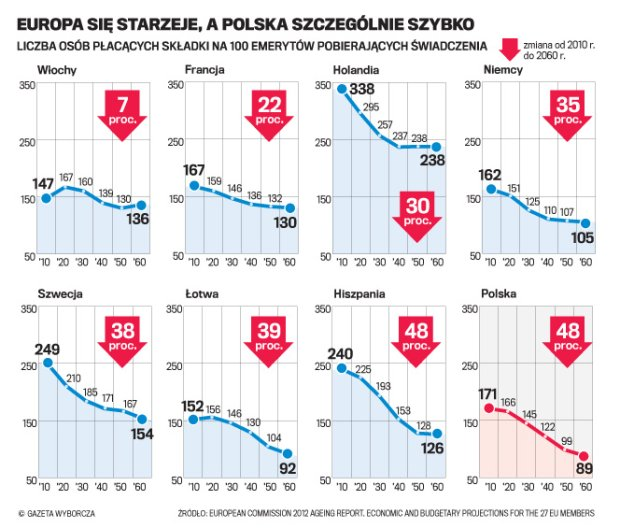 EUROPA SIĘ STARZEJE, A POLSKA SZCZEGÓLNIE SZYBKO
LICZBA OSÓB PŁACĄCYCH SKŁADKI NA 100 EMERYTÓW POBIERAJĄCYCH ŚWIADCZENIA
zmiana od 2010 r.
do 2060 r.
Włochy
350
250
150
50
7
proc.
147
167
160
139
130
136
'10 '20 '30 '40 '50 '60
Francja
350
250
150
50
22
proc.
167
159
146
136
132
130
'10 '20 '30 '40 '50 '60
Holandia
350
250
150
50
338
295
257
237
238
238
30
proc.
'10 '20 '30 '40 '50 '60
Niemcy
350
250
150
50
35
proc.
162
151
125
110
107
105
'10 '20 '30 '40 '50 '60
Szwecja
350
250
150
50
38
proc.
249
210
185
171
167
154
'10 '20 '30 '40 '50 '60
Łotwa
350
250
150
50
39
proc.
152
156
146
130
104
92
'10 '20 '30 '40 '50 '60
Hiszpania
350
250
150
50
48
proc.
240
225
193
153
128
126
'10 '20 '30 '40 '50 '60
Polska
350
250
150
50
48
proc.
171
166
145
122
99
89
'10 '20 '30 '40 '50 '60
© GAZETA WYBORCZA
ŹRÓDŁO: EUROPEAN COMMISSION 2012 AGEING REPORT. ECONOMIC AND BUDGETARY PROJECTIONS FOR THE 27 EU MEMBERS